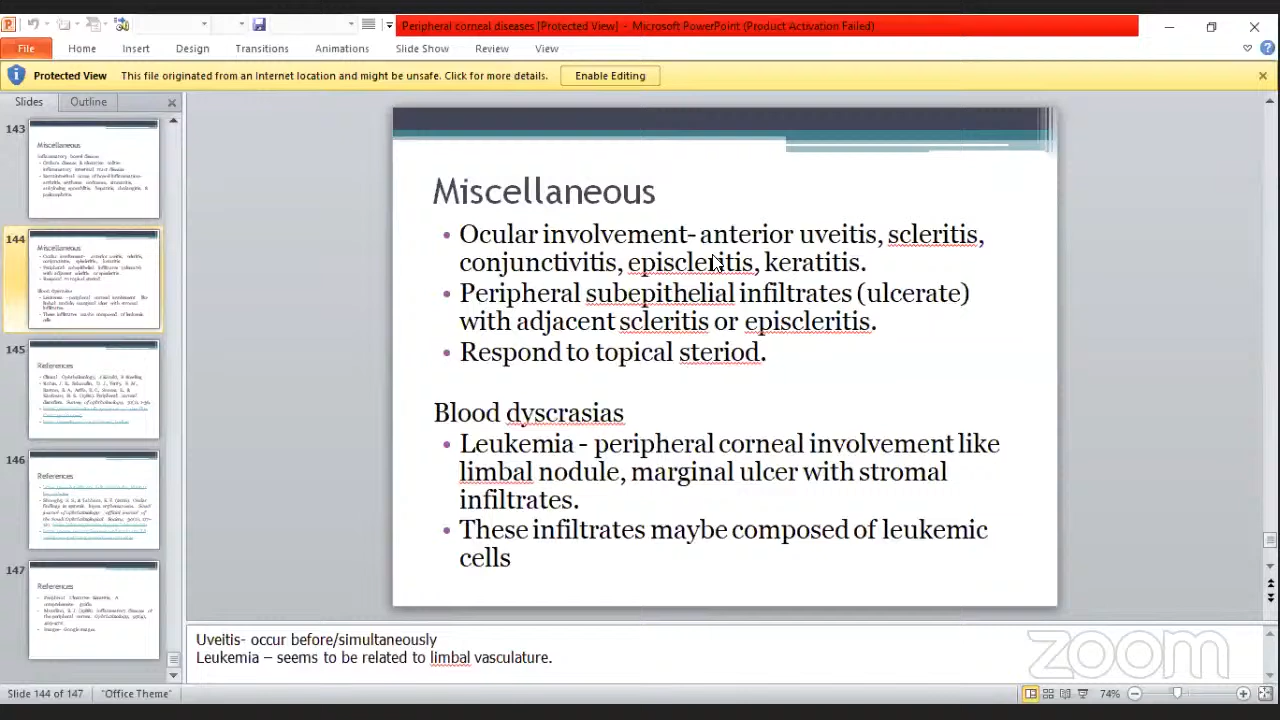 Peripheral corneal diseases [Protected View] - Microsoft PowerPoint (Product Activation Failed)
File Home Insert Design Transitions Animations Slide Show Review View
Protected View This file originated from an Internet location and might be unsafe. Click for more details. Enable Editing
Slides Outline
143
Miscellaneous
144
Miscellaneous
145
References
146
References
147
References
Miscellaneous
• Ocular involvement- anterior uveitis, scleritis,
conjunctivitis, episcleritis, keratitis.
• Peripheral subepithelial infiltrates (ulcerate)
with adjacent scleritis or episcleritis.
• Respond to topical steriod.
Blood dyscrasias
• Leukemia - peripheral corneal involvement like
limbal nodule, marginal ulcer with stromal
infiltrates.
• These infiltrates maybe composed of leukemic
cells
Uveitis- occur before/simultaneously
Leukemia – seems to be related to limbal vasculature.
zoom
Slide 144 of 147 "Office Theme" 74%